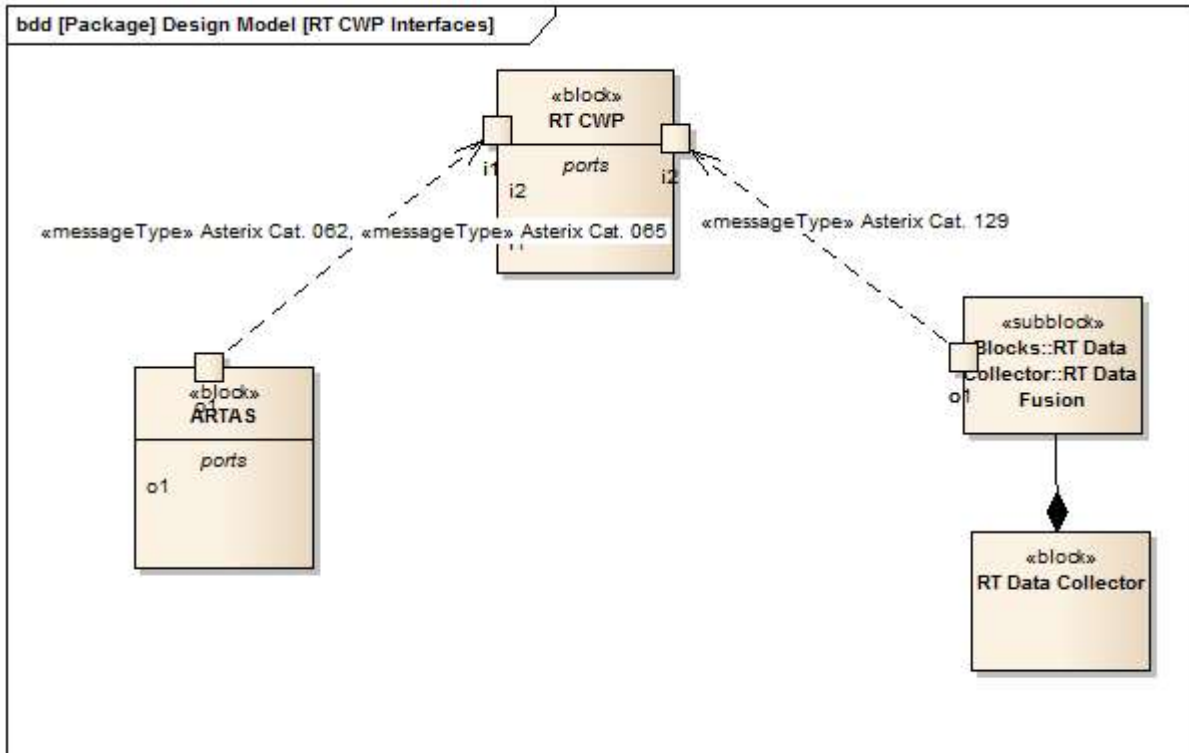 bdd [Package] Design Model [RT CWP Interfaces]
«block»
RT CWP
ports
i1
i2
i2
«messageType» Asterix Cat. 062, «messageType» Asterix Cat. 065
«messageType» Asterix Cat. 129
«subblock»
Blocks::RT Data
Collector::RT Data
Fusion
o1
«block»
o1
ARTAS
ports
o1
«block»
RT Data Collector